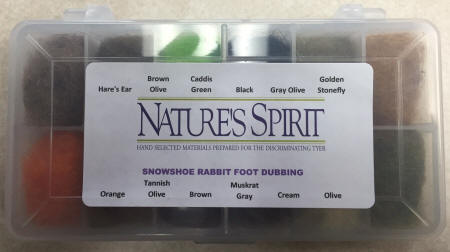 Hare's Ear Brown Olive Caddis Green Black Gray Olive Golden Stonefly
NATURE'S SPIRIT
HAND SELECTED MATERIALS PREPARED FOR THE DISCRIMINATING TYER
SNOWSHOE RABBIT FOOT DUBBING
Orange Tannish Olive Brown Muskrat Gray Cream Olive